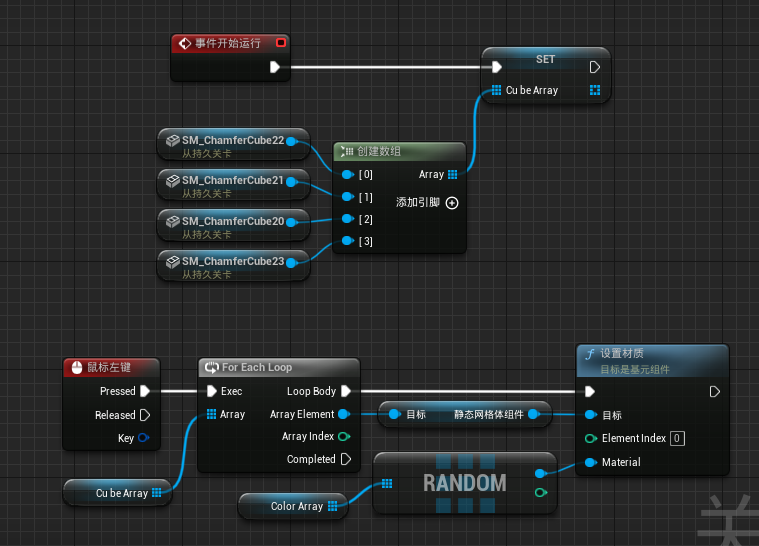 事件开始运行
SET
Cu be Array
SM_ChamferCube22
从持久关卡
SM_ChamferCube21
从持久关卡
SM_ChamferCube20
从持久关卡
SM_ChamferCube23
从持久关卡
创建数组
[0]
Array
[1]
添加引脚
[2]
[3]
鼠标左键
Pressed
Released
Key
For Each Loop
Exec
Loop Body
Array
Array Element
Array Index
Completed
目标
静态网格体组件
设置材质
目标是基元组件
目标
Element Index 0
Material
Cu be Array
Color Array
RANDOM
关